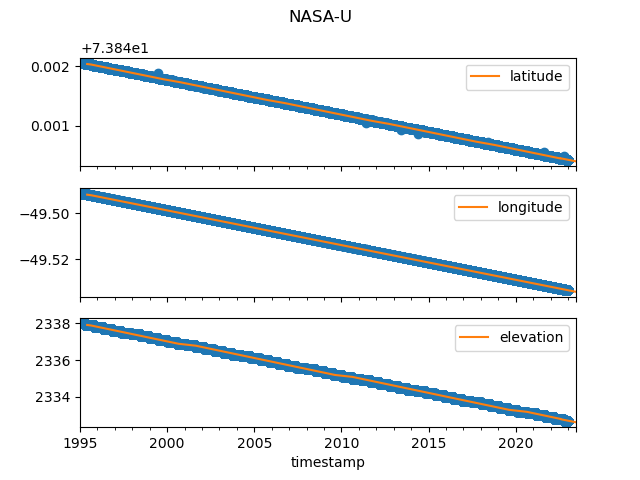 NASA-U
+7.384e1
0.002
0.001
latitude
−49.50
−49.52
longitude
2338
2336
2334
elevation
1995 2000 2005 2010 2015 2020
timestamp